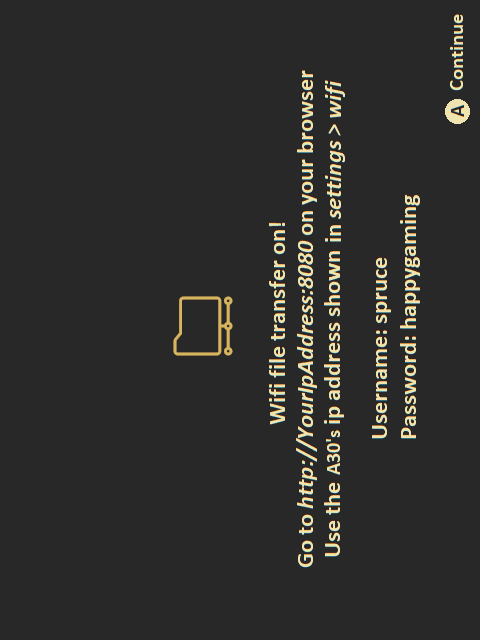 Wifi file transfer on!
Go to http://YourIpAddress:8080 on your browser
Use the A30's ip address shown in settings > wifi
Username: spruce
Password: happygaming
A Continue